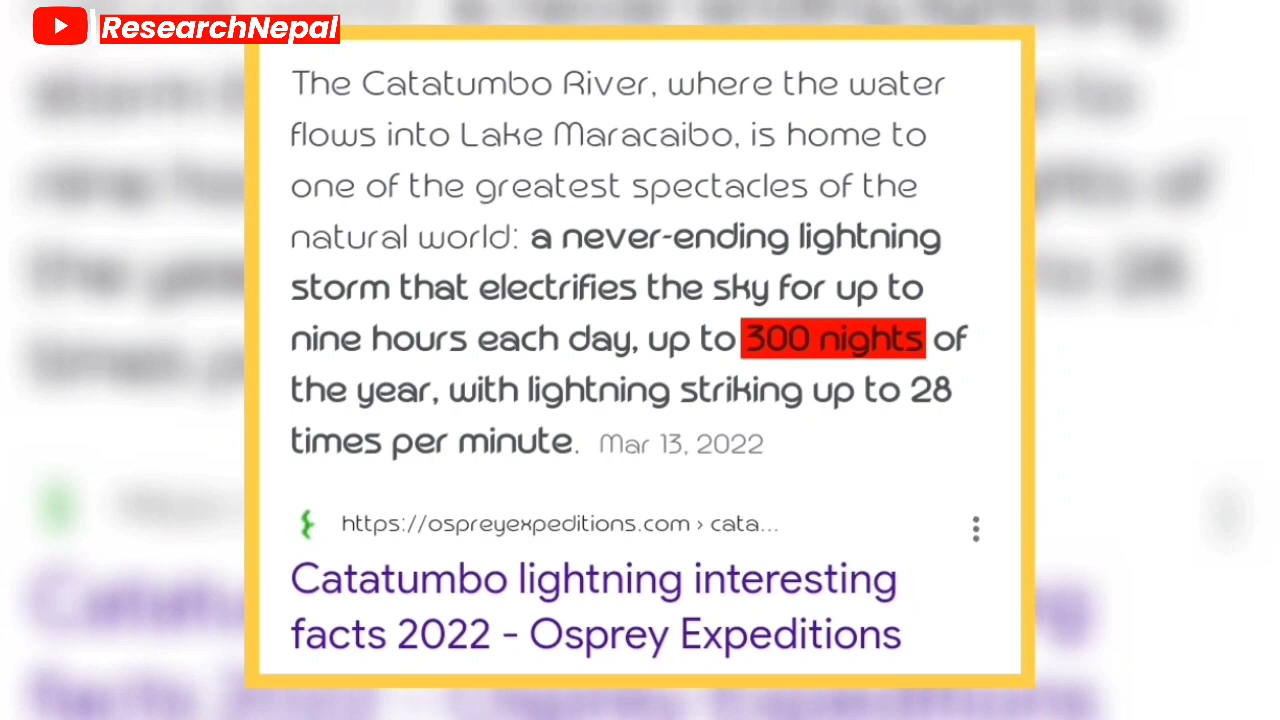 ResearchNepal
The Catatumbo River, where the water
flows into Lake Maracaibo, is home to
one of the greatest spectacles of the
natural world: a never-ending lightning
storm that electrifies the sky for up to
nine hours each day, up to 300 nights of
the year, with lightning striking up to 28
times per minute. Mar 13, 2022
https://ospreyexpeditions.com › cata...
Catatumbo lightning interesting
facts 2022 - Osprey Expeditions